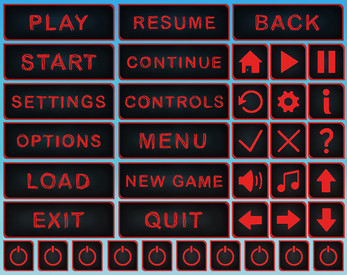 PLAY RESUME BACK
START CONTINUE
SETTINGS CONTROLS i
OPTIONS MENU ?
LOAD NEW GAME
EXIT QUIT